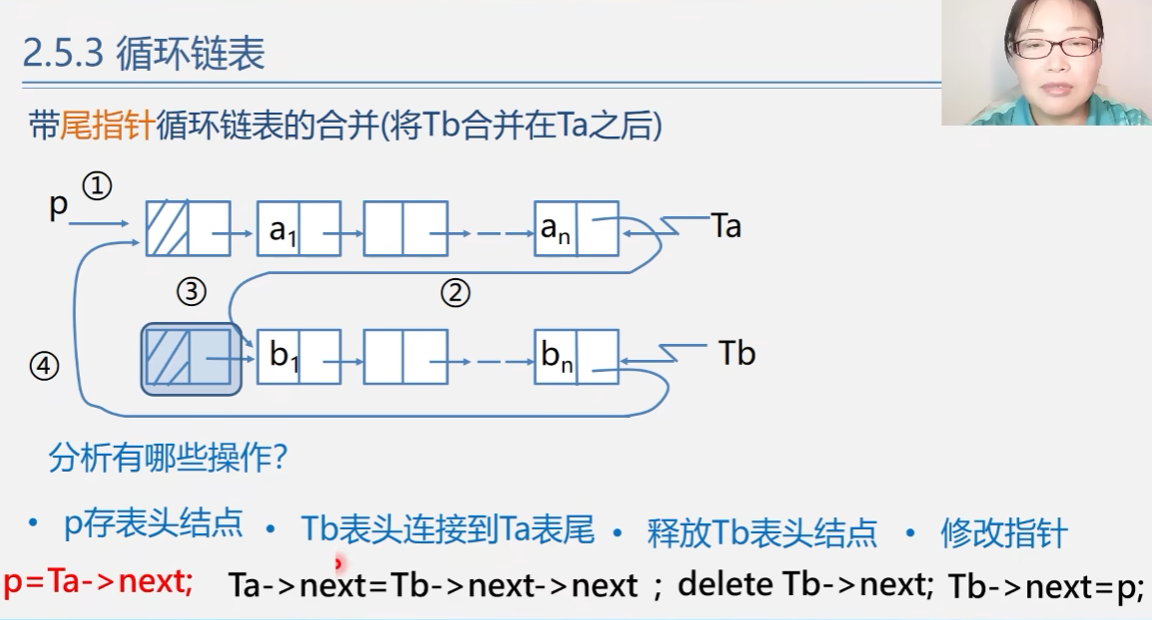 2.5.3 循环链表
带尾指针循环链表的合并(将Tb合并在Ta之后)
p ①
a1 an Ta
③ ②
④ b1 bn Tb
分析有哪些操作?
• p存表头结点 • Tb表头连接到Ta表尾 • 释放Tb表头结点 • 修改指针
p=Ta->next; Ta->next=Tb->next->next ; delete Tb->next; Tb->next=p;